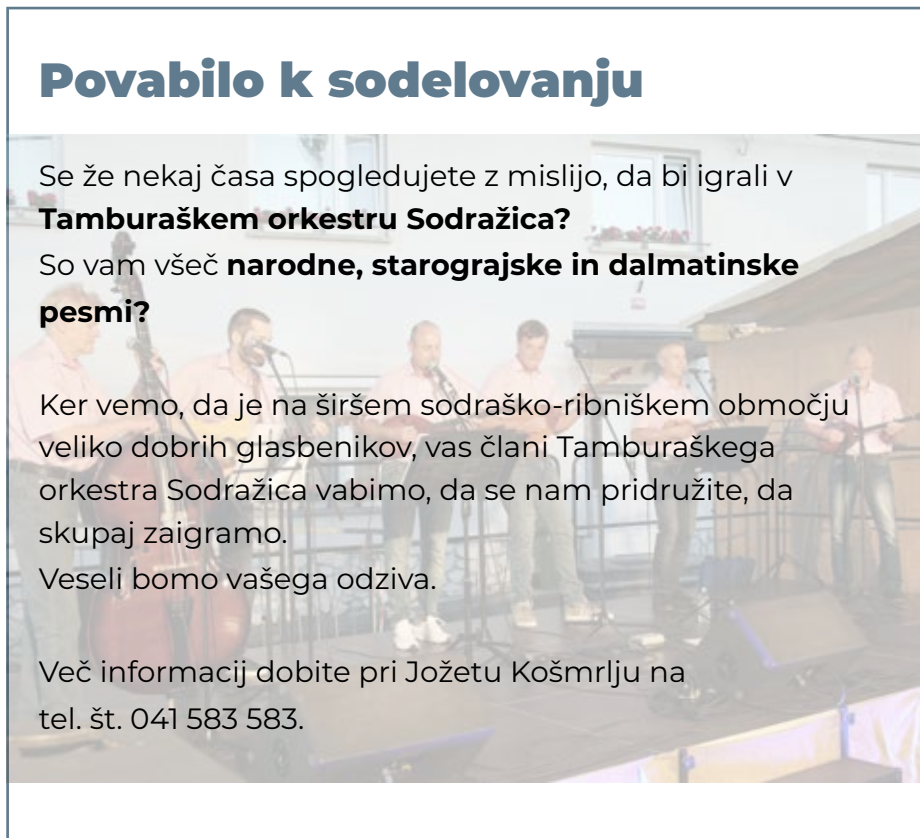 Povabilo k sodelovanju
Se že nekaj časa spogledujete z mislijo, da bi igrali v
Tamburaškem orkestru Sodražica?
So vam všeč narodne, starograjske in dalmatinske
pesmi?
Ker vemo, da je na širšem sodraško-ribniškem območju
veliko dobrih glasbenikov, vas člani Tamburaškega
orkestra Sodražica vabimo, da se nam pridružite, da
skupaj zaigramo.
Veseli bomo vašega odziva.
Več informacij dobite pri Jožetu Košmrlju na
tel. št. 041 583 583.